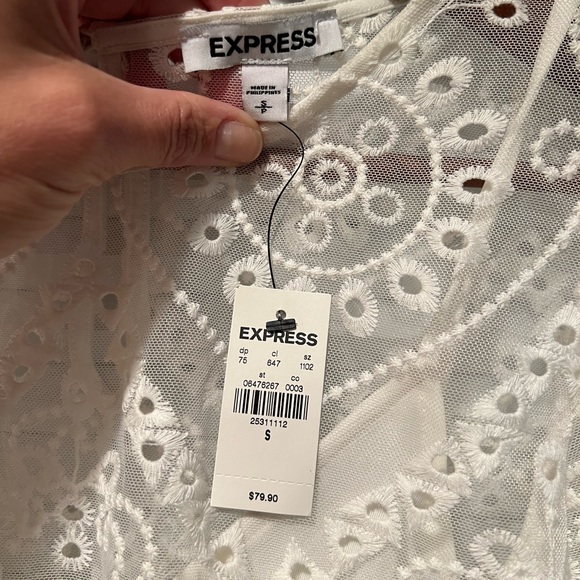 EXPRESS
MADE IN
PHILIPPINES
S
P
EXPRESS
dp cl sz
75 647 1102
st co
06476267 0003
25311112
S
$79.90